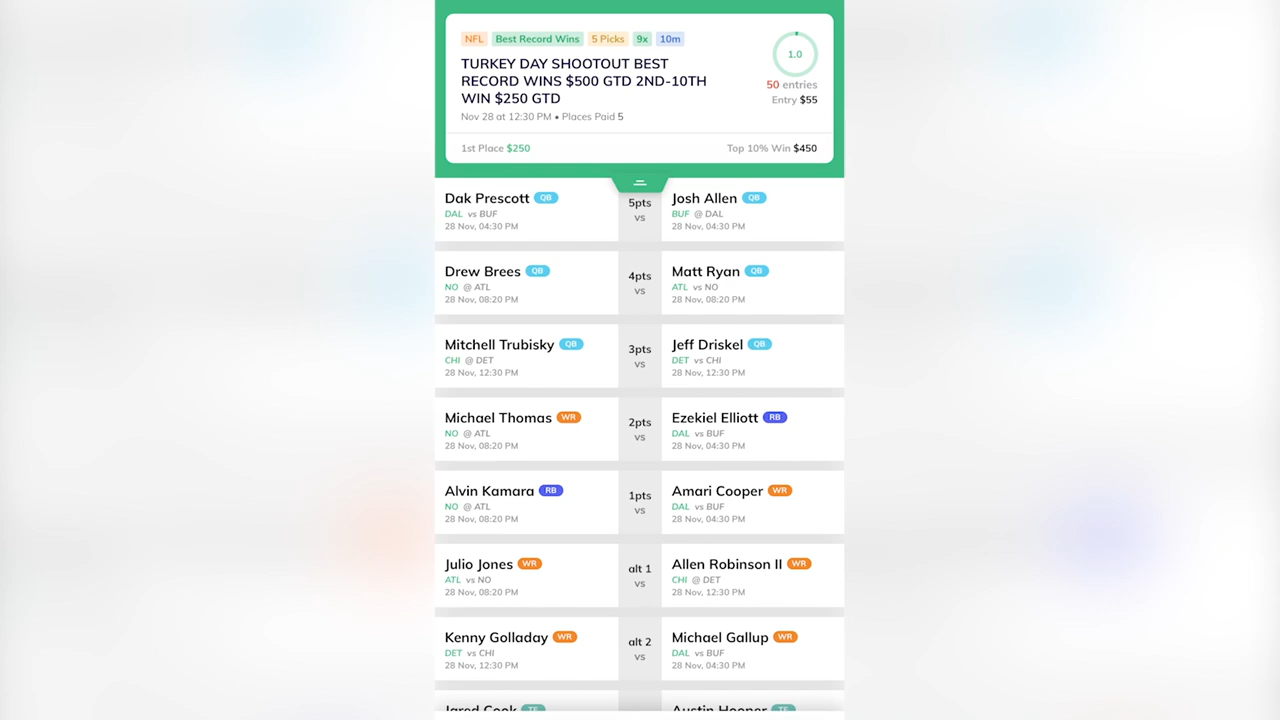 NFL Best Record Wins 5 Picks 9x 10m
1.0
TURKEY DAY SHOOTOUT BEST
RECORD WINS $500 GTD 2ND-10TH
WIN $250 GTD
50 entries
Entry $55
Nov 28 at 12:30 PM • Places Paid 5
1st Place $250
Top 10% Win $450
Dak Prescott QB
DAL vs BUF
28 Nov, 04:30 PM
5pts
vs
Josh Allen QB
BUF @ DAL
28 Nov, 04:30 PM
Drew Brees QB
NO @ ATL
28 Nov, 08:20 PM
4pts
vs
Matt Ryan QB
ATL vs NO
28 Nov, 08:20 PM
Mitchell Trubisky QB
CHI @ DET
28 Nov, 12:30 PM
3pts
vs
Jeff Driskel QB
DET vs CHI
28 Nov, 12:30 PM
Michael Thomas WR
NO @ ATL
28 Nov, 08:20 PM
2pts
vs
Ezekiel Elliott RB
DAL vs BUF
28 Nov, 04:30 PM
Alvin Kamara RB
NO @ ATL
28 Nov, 08:20 PM
1pts
vs
Amari Cooper WR
DAL vs BUF
28 Nov, 04:30 PM
Julio Jones WR
ATL vs NO
28 Nov, 08:20 PM
alt 1
vs
Allen Robinson II WR
CHI @ DET
28 Nov, 12:30 PM
Kenny Golladay WR
DET vs CHI
28 Nov, 12:30 PM
alt 2
vs
Michael Gallup WR
DAL vs BUF
28 Nov, 04:30 PM
Jared Cook TE
Austin Hooper TE